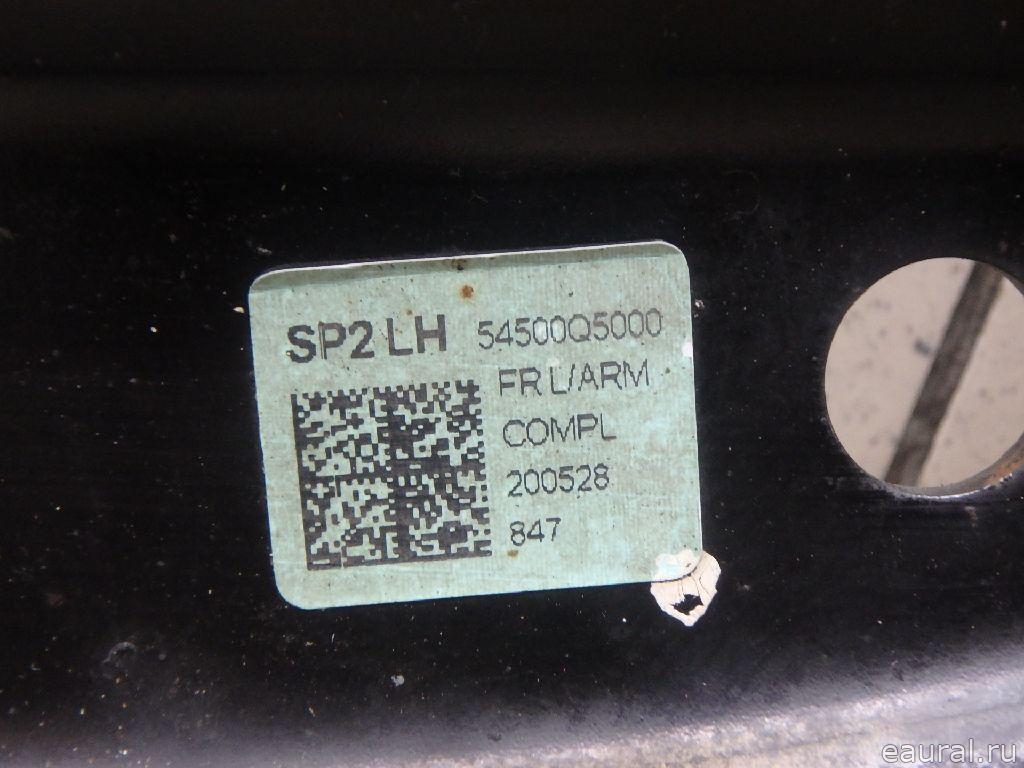 SP2 LH 54500Q5000
FR L/ARM
COMPL
200528
847
eaural.ru